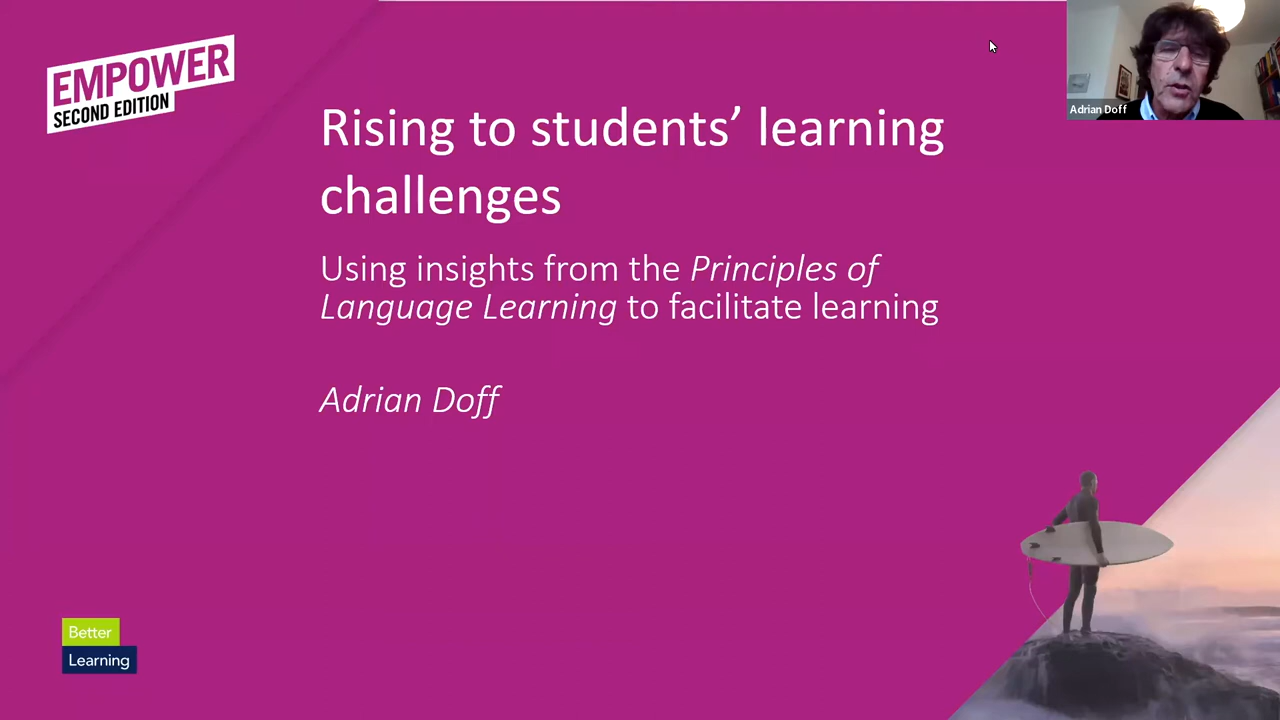 EMPOWER
SECOND EDITION
Rising to students’ learning
challenges
Using insights from the Principles of
Language Learning to facilitate learning
Adrian Doff
Adrian Doff
Better
Learning